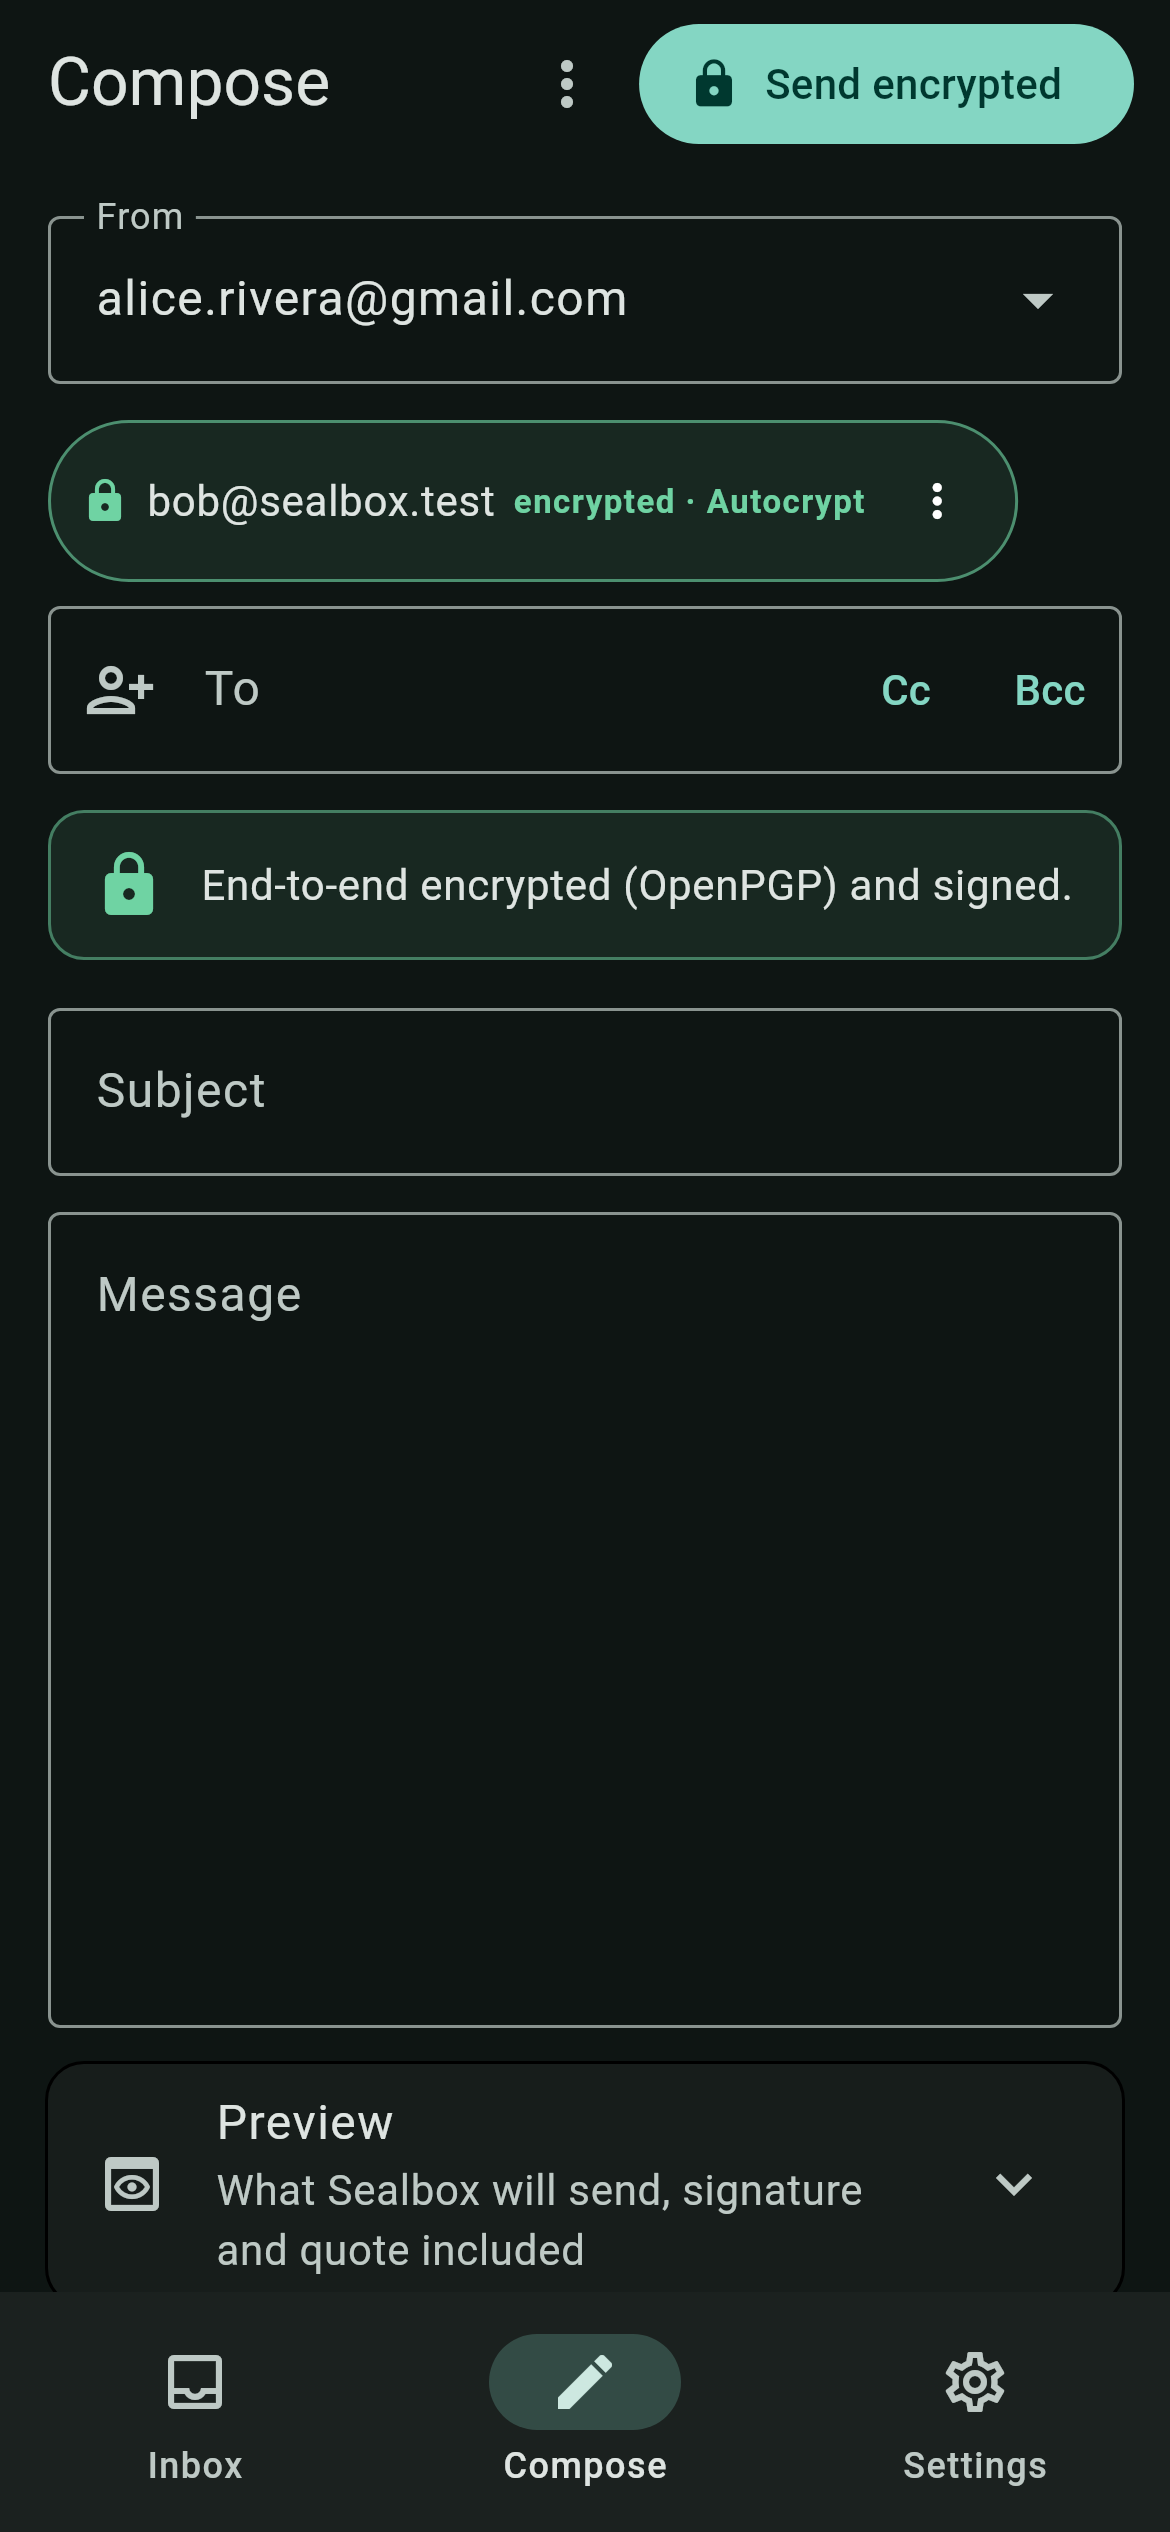 Compose
Send encrypted
From
alice.rivera@gmail.com
bob@sealbox.test encrypted · Autocrypt
To
Cc
Bcc
End-to-end encrypted (OpenPGP) and signed.
Subject
Message
Preview
What Sealbox will send, signature
and quote included
Inbox
Compose
Settings